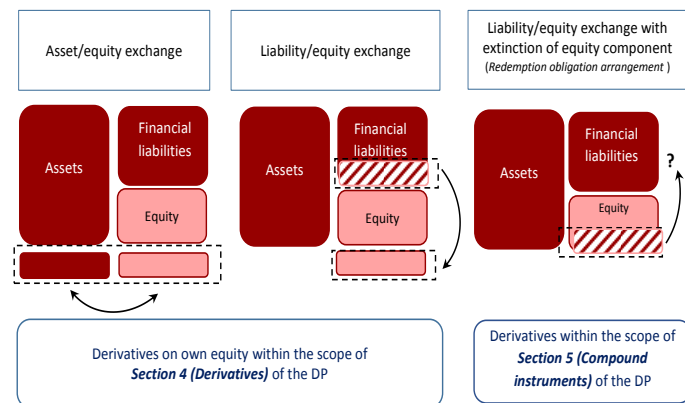 Asset/equity exchange
Liability/equity exchange
Liability/equity exchange with
extinction of equity component
(Redemption obligation arrangement )
Assets
Financial
liabilities
Equity
Assets
Financial
liabilities
Equity
Assets
Financial
liabilities
?
Equity
Derivatives on own equity within the scope of
Section 4 (Derivatives) of the DP
Derivatives within the scope of
Section 5 (Compound
instruments) of the DP